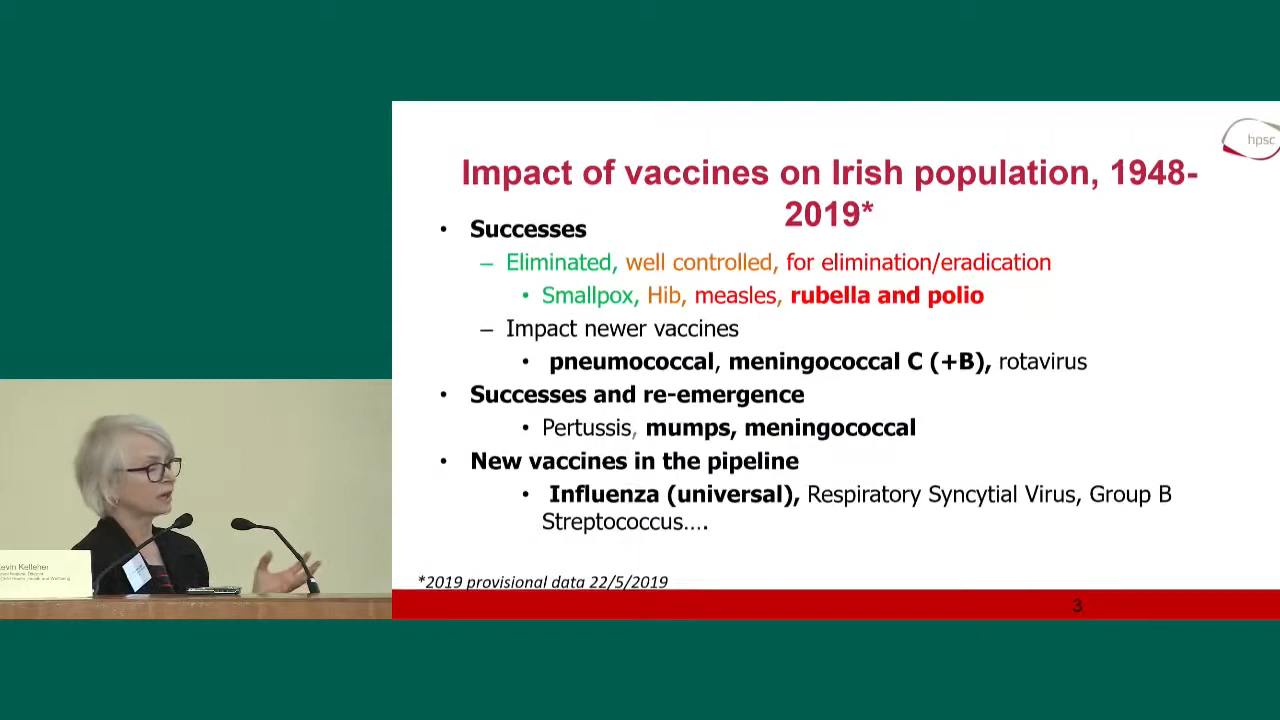 hpsc
Impact of vaccines on Irish population, 1948-
2019*
• Successes
– Eliminated, well controlled, for elimination/eradication
• Smallpox, Hib, measles, rubella and polio
– Impact newer vaccines
• pneumococcal, meningococcal C (+B), rotavirus
• Successes and re-emergence
• Pertussis, mumps, meningococcal
• New vaccines in the pipeline
• Influenza (universal), Respiratory Syncytial Virus, Group B
Streptococcus....
*2019 provisional data 22/5/2019
3
Kelleher